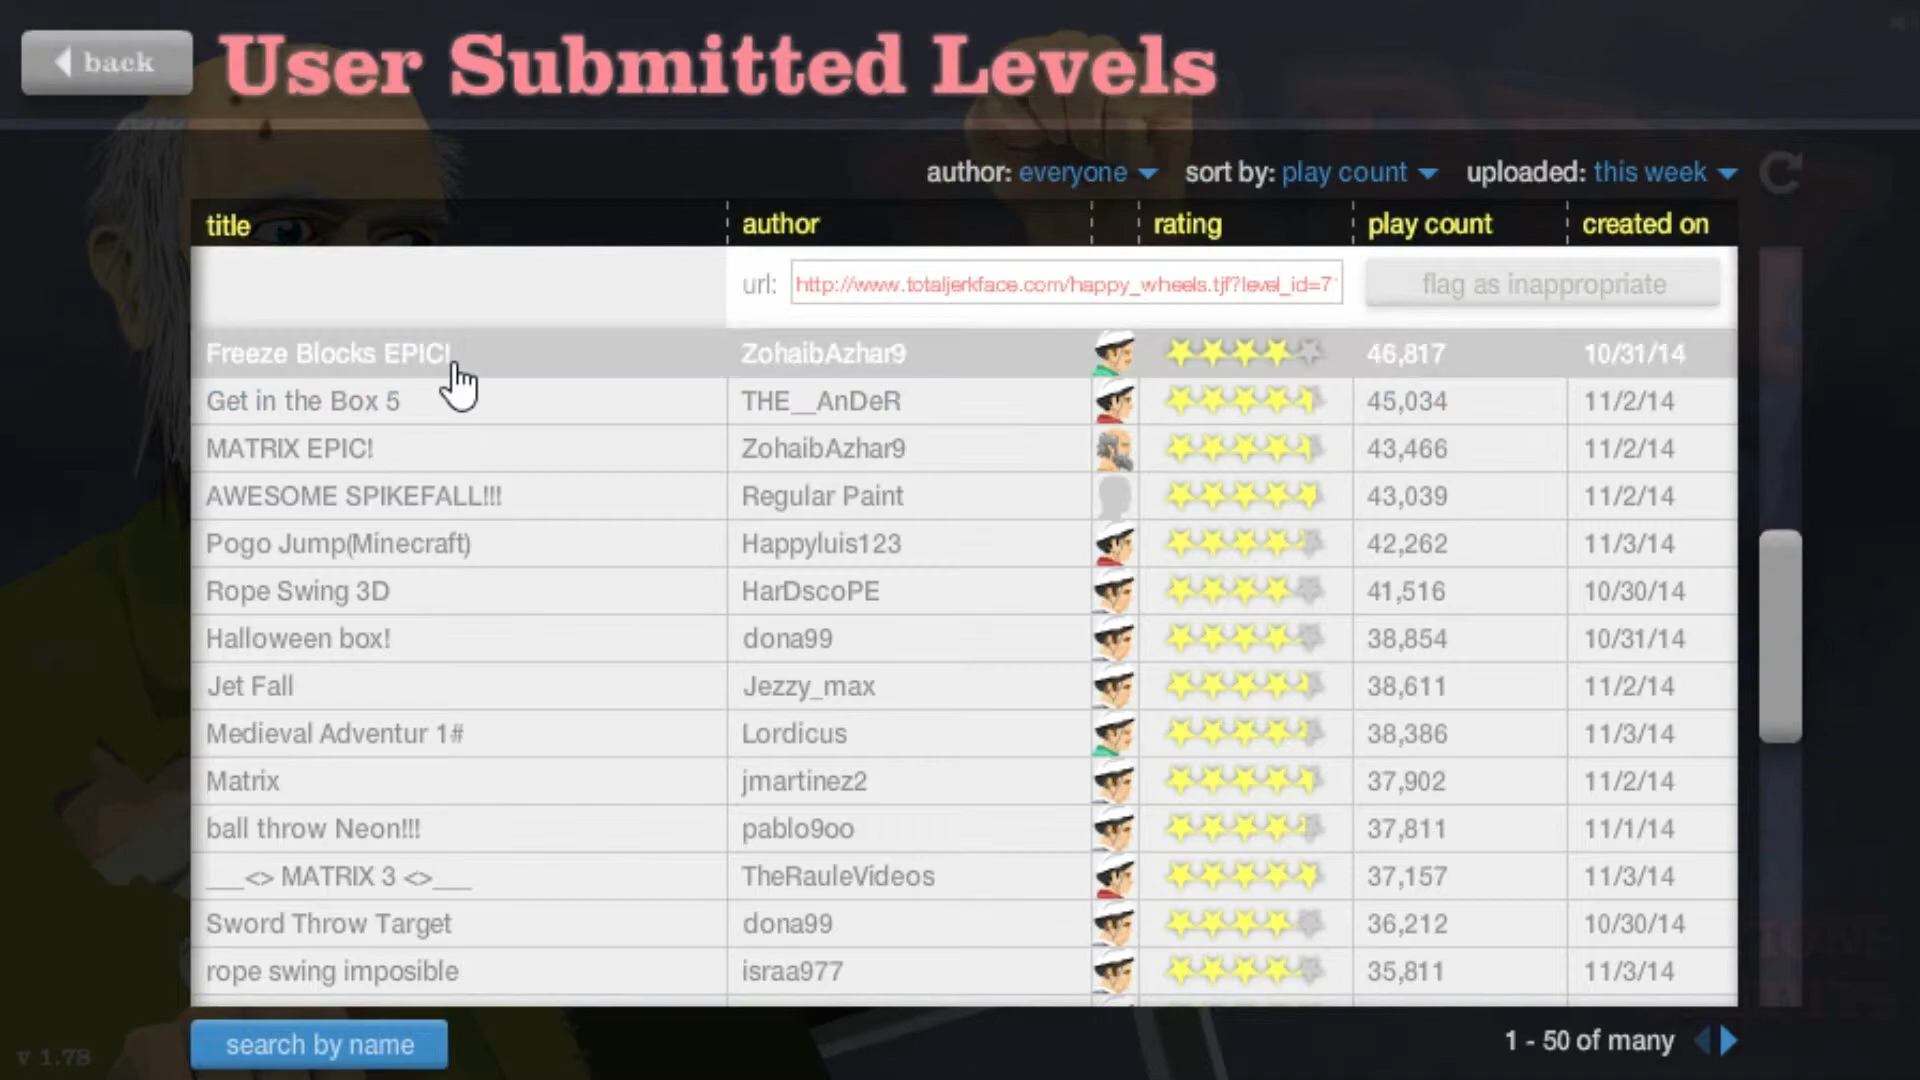 back
User Submitted Levels
author: everyone sort by: play count uploaded: this week
title author rating play count created on
url: http://www.totaljerkface.com/happy_wheels.tjf?level_id=7 flag as inappropriate
Freeze Blocks EPIC! ZohaibAzhar9 46,817 10/31/14
Get in the Box 5 THE__AnDeR 45,034 11/2/14
MATRIX EPIC! ZohaibAzhar9 43,466 11/2/14
AWESOME SPIKEFALL!!! Regular Paint 43,039 11/2/14
Pogo Jump(Minecraft) Happyluis123 42,262 11/3/14
Rope Swing 3D HarDscoPE 41,516 10/30/14
Halloween box! dona99 38,854 10/31/14
Jet Fall Jezzy_max 38,611 11/2/14
Medieval Adventur 1# Lordicus 38,386 11/3/14
Matrix jmartinez2 37,902 11/2/14
ball throw Neon!!! pablo9oo 37,811 11/1/14
___<> MATRIX 3 <>___ TheRauleVideos 37,157 11/3/14
Sword Throw Target dona99 36,212 10/30/14
rope swing imposible israa977 35,811 11/3/14
search by name 1 - 50 of many
v 1.78